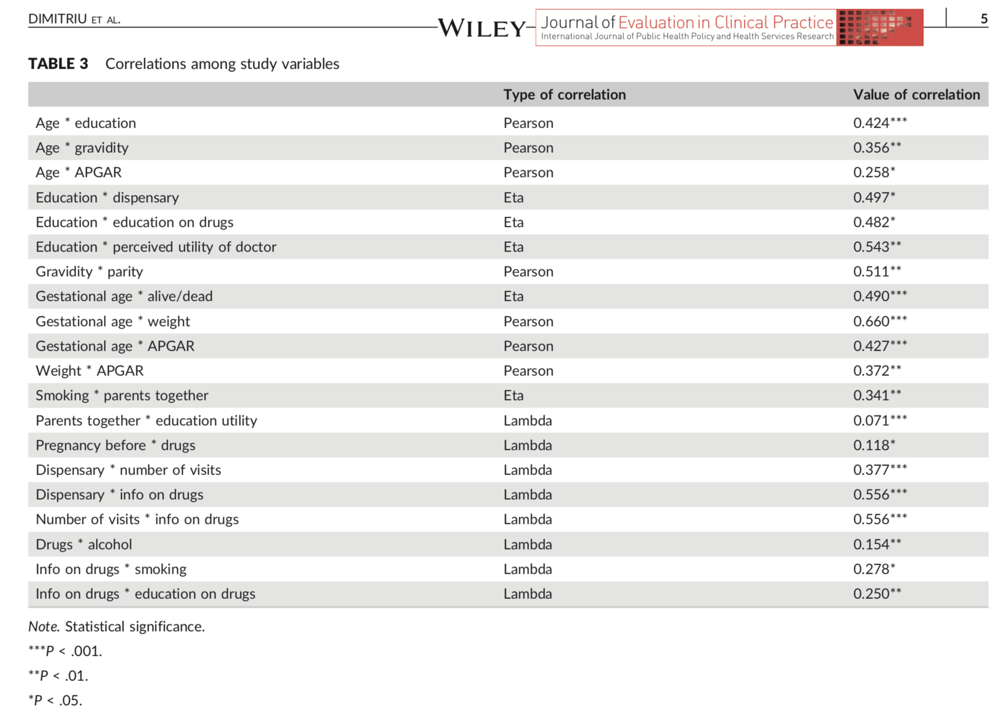 DIMITRIU ET AL.
WILEY
Journal of Evaluation in Clinical Practice
International Journal of Public Health Policy and Health Services Research
5
TABLE 3 Correlations among study variables
Type of correlation Value of correlation
Age * education Pearson 0.424***
Age * gravidity Pearson 0.356**
Age * APGAR Pearson 0.258*
Education * dispensary Eta 0.497*
Education * education on drugs Eta 0.482*
Education * perceived utility of doctor Eta 0.543**
Gravidity * parity Pearson 0.511**
Gestational age * alive/dead Eta 0.490***
Gestational age * weight Pearson 0.660***
Gestational age * APGAR Pearson 0.427***
Weight * APGAR Pearson 0.372**
Smoking * parents together Eta 0.341**
Parents together * education utility Lambda 0.071***
Pregnancy before * drugs Lambda 0.118*
Dispensary * number of visits Lambda 0.377***
Dispensary * info on drugs Lambda 0.556***
Number of visits * info on drugs Lambda 0.556***
Drugs * alcohol Lambda 0.154**
Info on drugs * smoking Lambda 0.278*
Info on drugs * education on drugs Lambda 0.250**
Note. Statistical significance.
***P < .001.
**P < .01.
*P < .05.